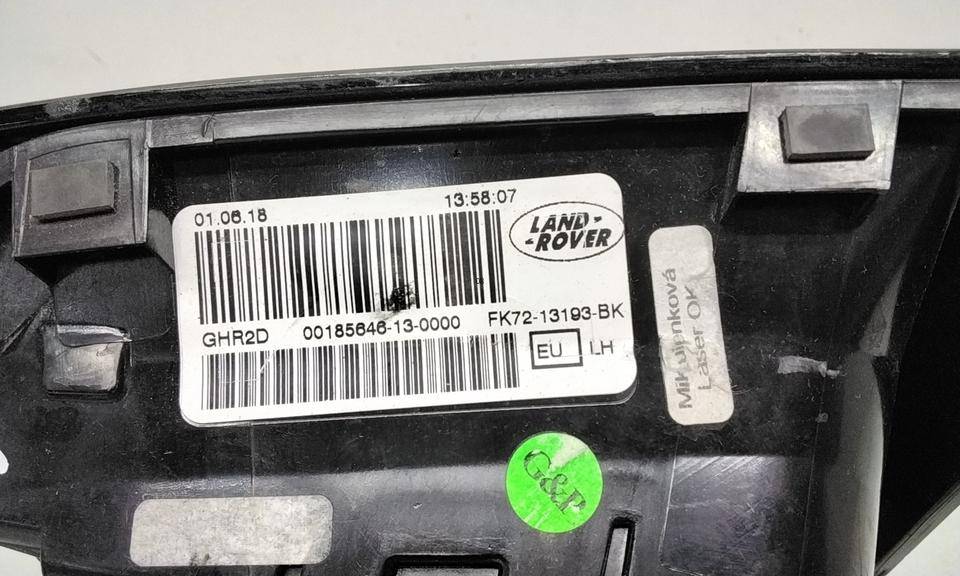 01.06.18
13:58:07
LAND-
-ROVER
GHR2D
00185646-13-0000
FK72-13193-BK
EU
LH
Laser OK
G&P